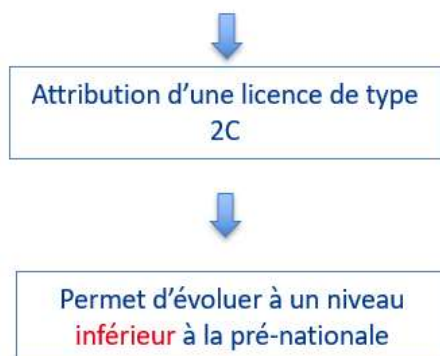 Attribution d'une licence de type
2C
Permet d'évoluer à un niveau
inférieur à la pré-nationale